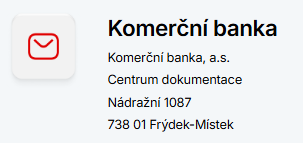 Komerční banka
Komerční banka, a.s.
Centrum dokumentace
Nádražní 1087
738 01 Frýdek-Místek